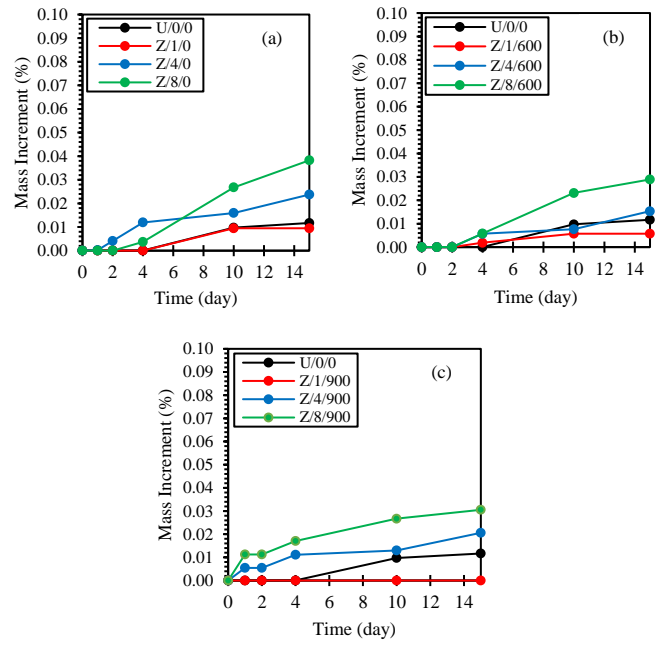 U/0/0
Z/1/0
Z/4/0
Z/8/0
(a)
0.10
0.09
0.08
0.07
0.06
0.05
0.04
0.03
0.02
0.01
0.00
Mass Increment (%)
0 2 4 6 8 10 12 14
Time (day)
U/0/0
Z/1/600
Z/4/600
Z/8/600
(b)
0.10
0.09
0.08
0.07
0.06
0.05
0.04
0.03
0.02
0.01
0.00
Mass Increment (%)
0 2 4 6 8 10 12 14
Time (day)
U/0/0
Z/1/900
Z/4/900
Z/8/900
(c)
0.10
0.09
0.08
0.07
0.06
0.05
0.04
0.03
0.02
0.01
0.00
Mass Increment (%)
0 2 4 6 8 10 12 14
Time (day)